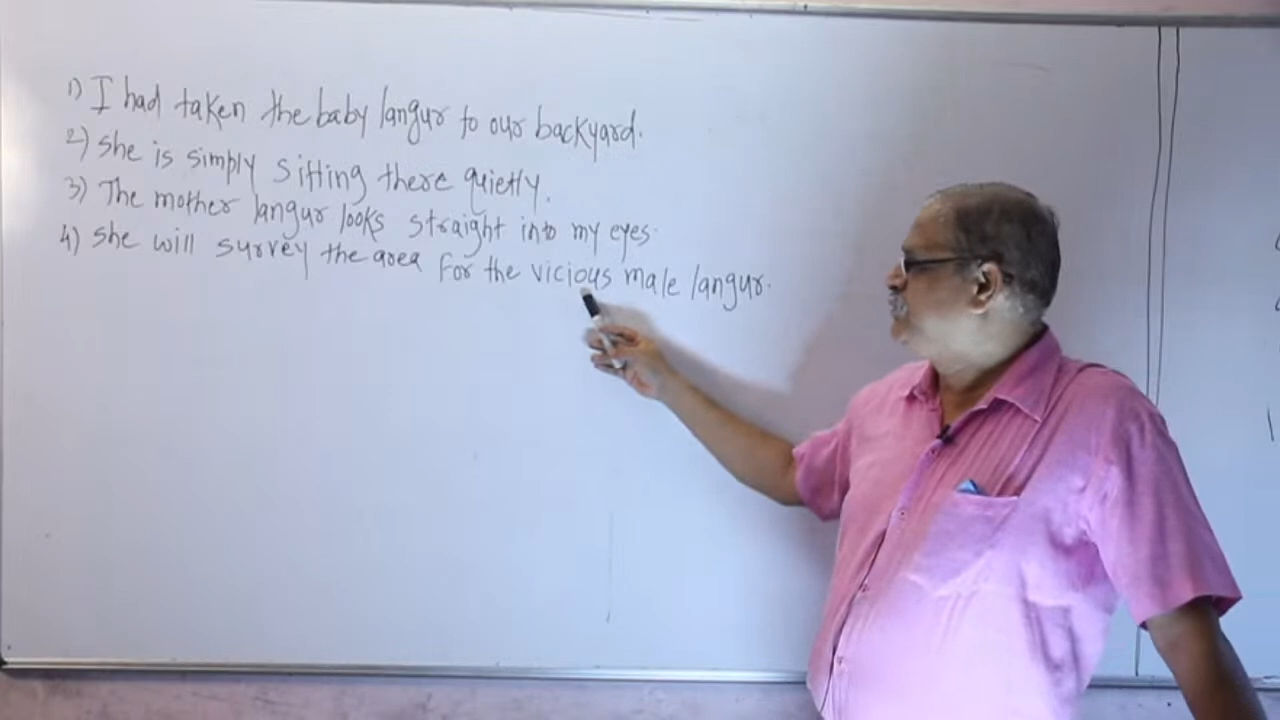 1) I had taken the baby langur to our backyard.
2) she is simply sitting there quietly.
3) The mother langur looks straight into my eyes.
4) she will survey the area for the vicious male langur.